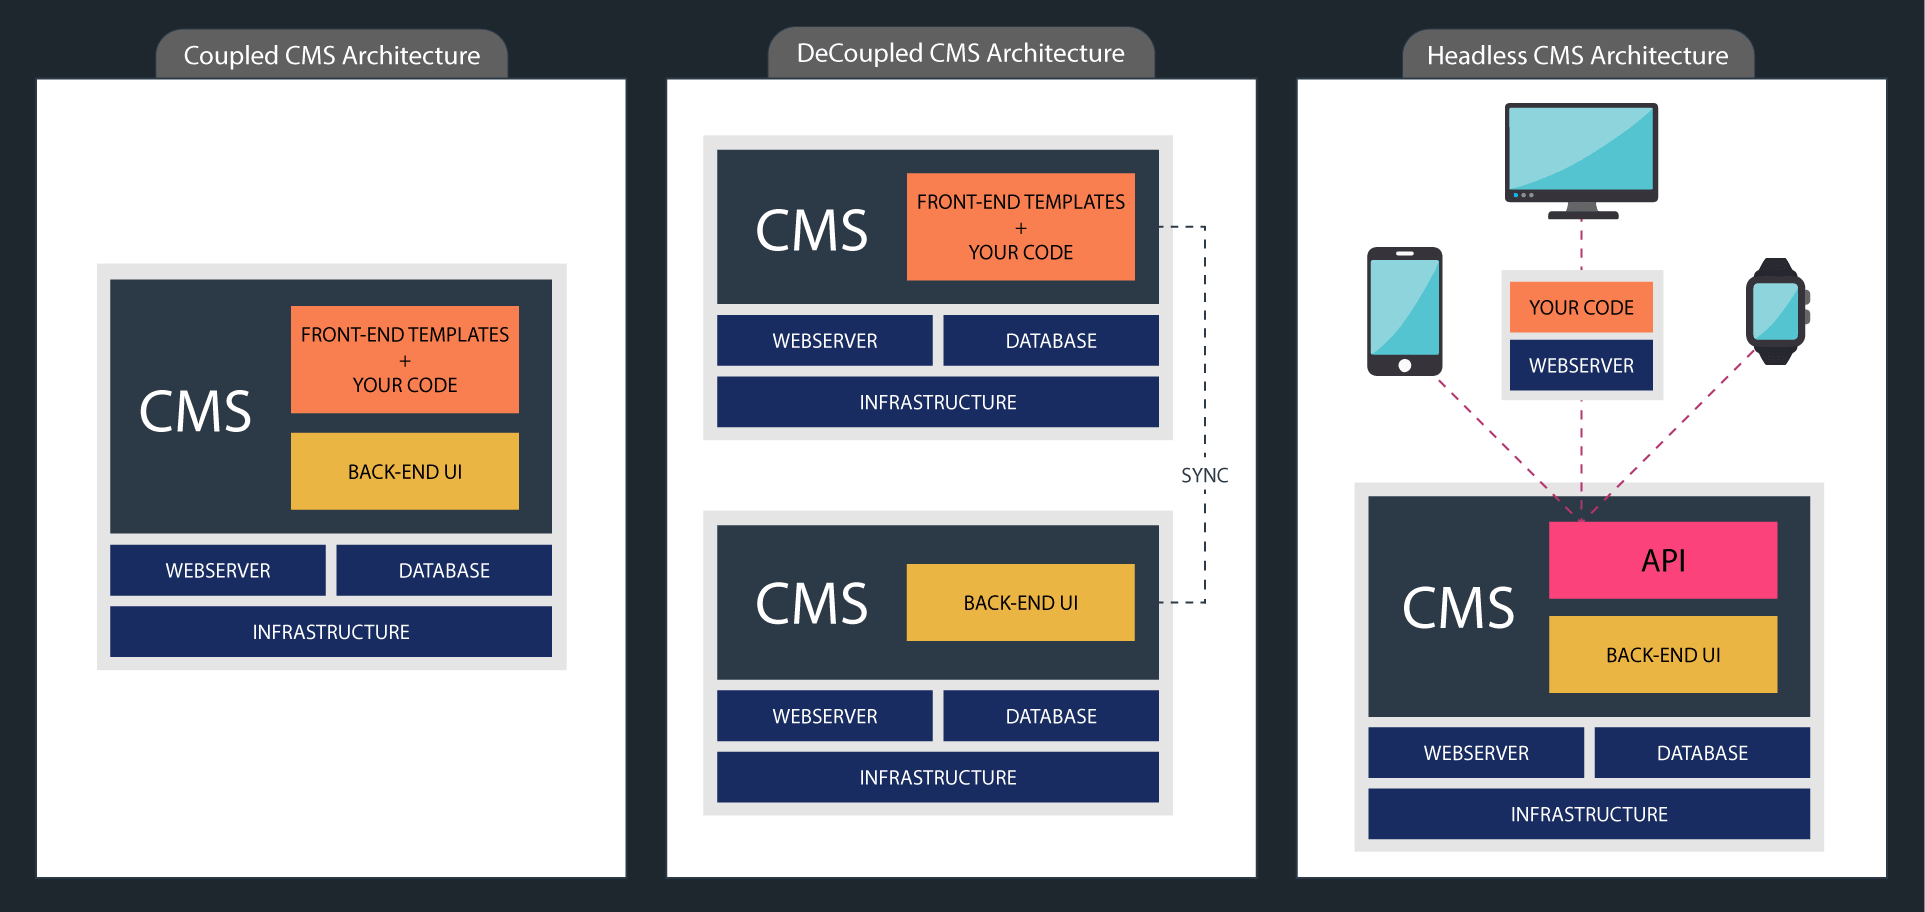 Coupled CMS Architecture
FRONT-END TEMPLATES
+
YOUR CODE
CMS
BACK-END UI
WEBSERVER
DATABASE
INFRASTRUCTURE
DeCoupled CMS Architecture
FRONT-END TEMPLATES
+
YOUR CODE
CMS
WEBSERVER
DATABASE
INFRASTRUCTURE
SYNC
CMS
BACK-END UI
WEBSERVER
DATABASE
INFRASTRUCTURE
Headless CMS Architecture
YOUR CODE
WEBSERVER
API
CMS
BACK-END UI
WEBSERVER
DATABASE
INFRASTRUCTURE